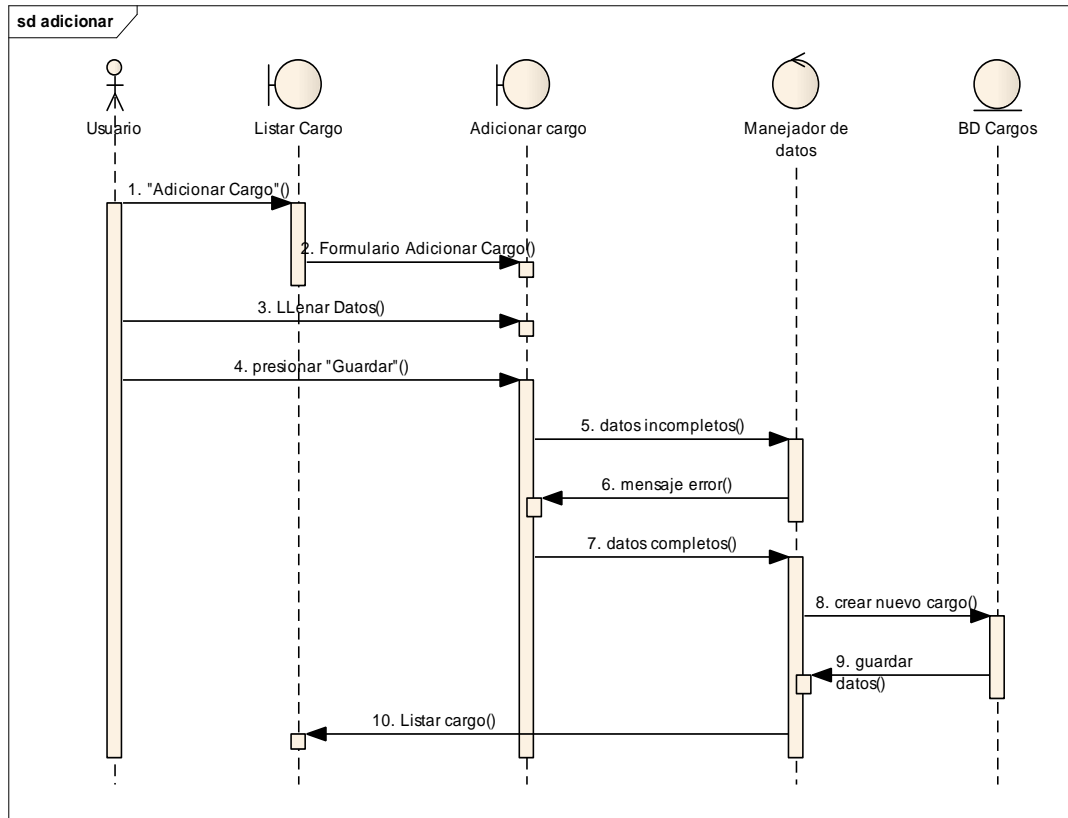 sd adicionar
Usuario
Listar Cargo
Adicionar cargo
Manejador de
datos
BD Cargos
1. "Adicionar Cargo"()
2. Formulario Adicionar Cargo()
3. LLenar Datos()
4. presionar "Guardar"()
5. datos incompletos()
6. mensaje error()
7. datos completos()
8. crear nuevo cargo()
9. guardar
datos()
10. Listar cargo()